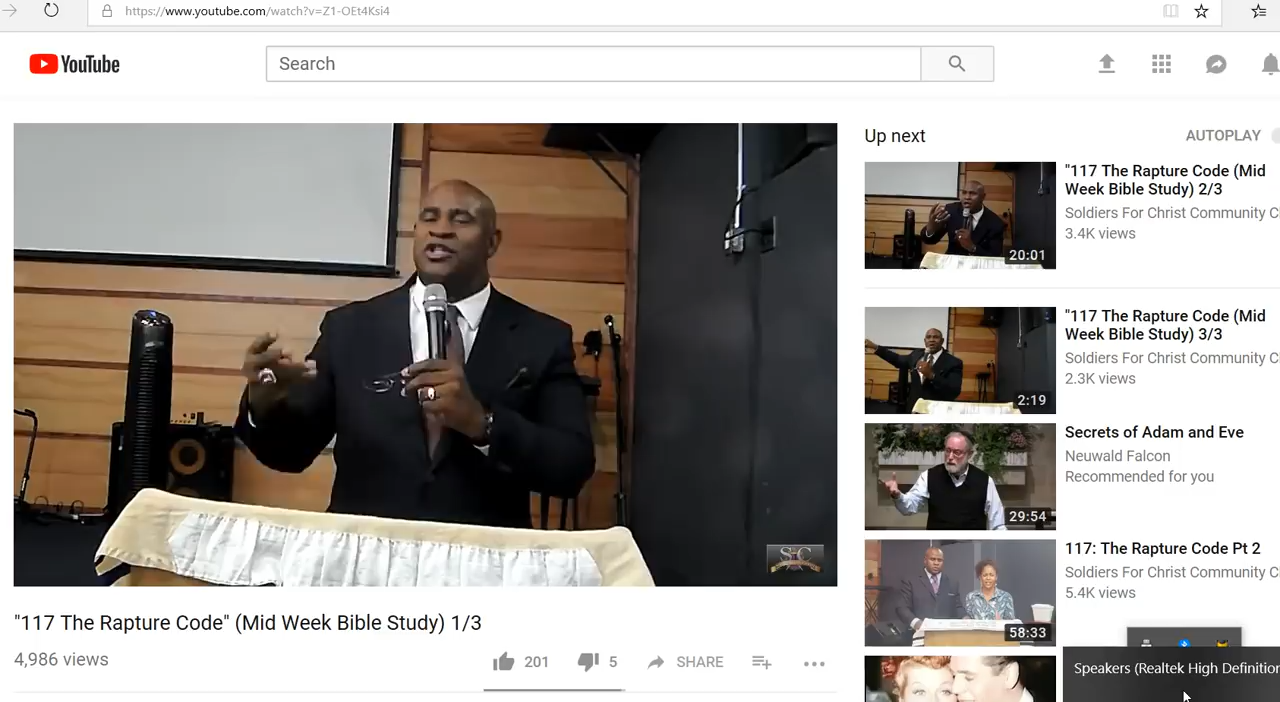 https://www.youtube.com/watch?v=Z1-OEt4Ksi4
YouTube
Search
Up next
AUTOPLAY
"117 The Rapture Code (Mid
Week Bible Study) 2/3
Soldiers For Christ Community C
3.4K views
20:01
"117 The Rapture Code (Mid
Week Bible Study) 3/3
Soldiers For Christ Community C
2.3K views
2:19
Secrets of Adam and Eve
Neuwald Falcon
Recommended for you
29:54
117: The Rapture Code Pt 2
Soldiers For Christ Community C
5.4K views
58:33
"117 The Rapture Code" (Mid Week Bible Study) 1/3
4,986 views
201
5
SHARE
Speakers (Realtek High Definition